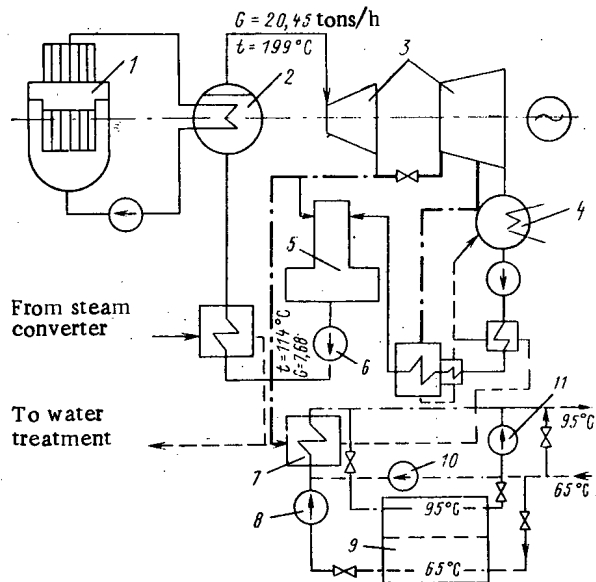 G = 20,45 tons/h
t = 199°C
1
2
3
4
5
From steam
converter
t = 114°C
G = 7,68
6
To water
treatment
11
95°C
7
10
8
95°C
65°C
9
65°C